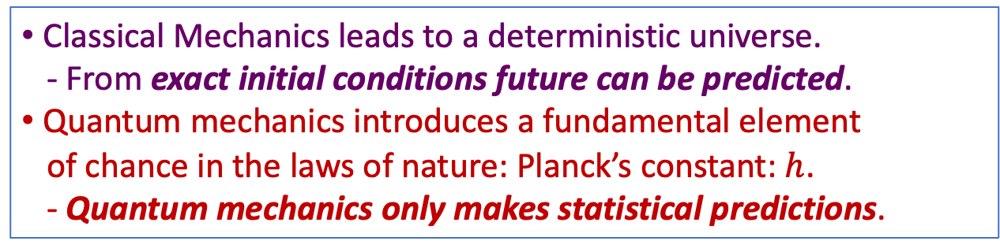 • Classical Mechanics leads to a deterministic universe.
- From exact initial conditions future can be predicted.
• Quantum mechanics introduces a fundamental element
of chance in the laws of nature: Planck’s constant: ℎ.
- Quantum mechanics only makes statistical predictions.